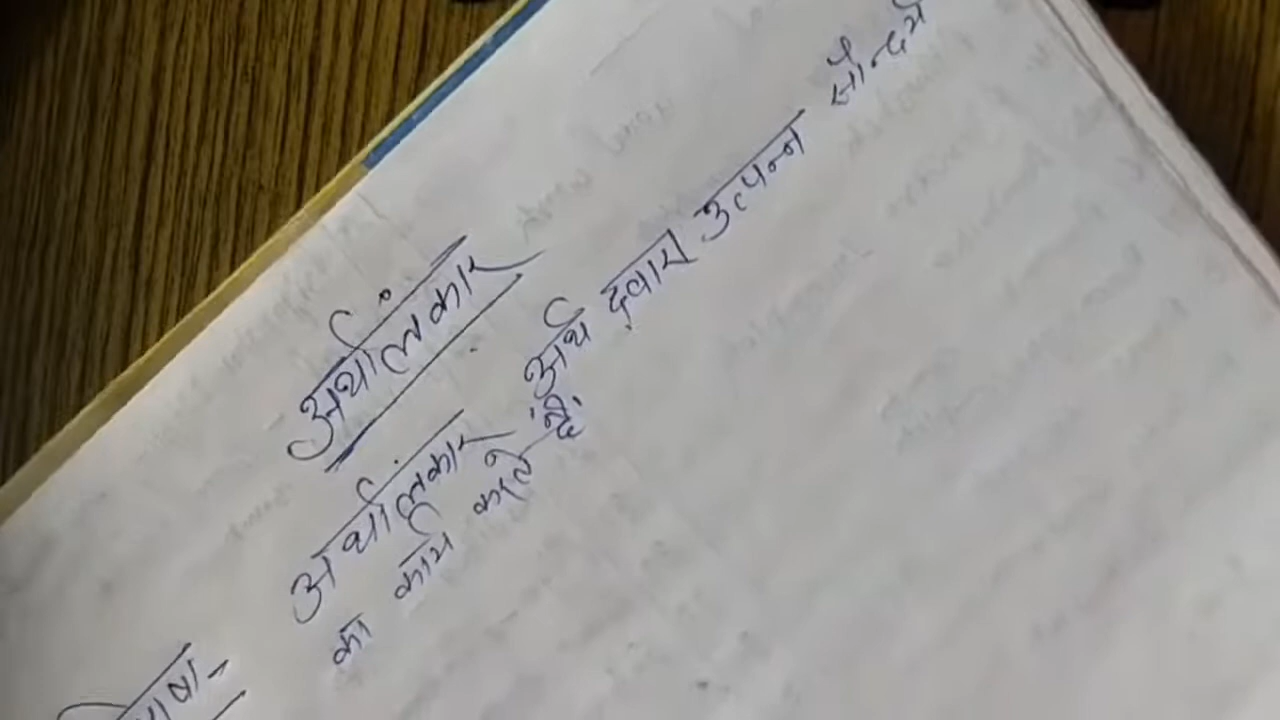 अर्थालंकार
अर्थालंकार अर्थ द्वारा उत्पन्न सौन्दर्य
का कार्य करते हैं।